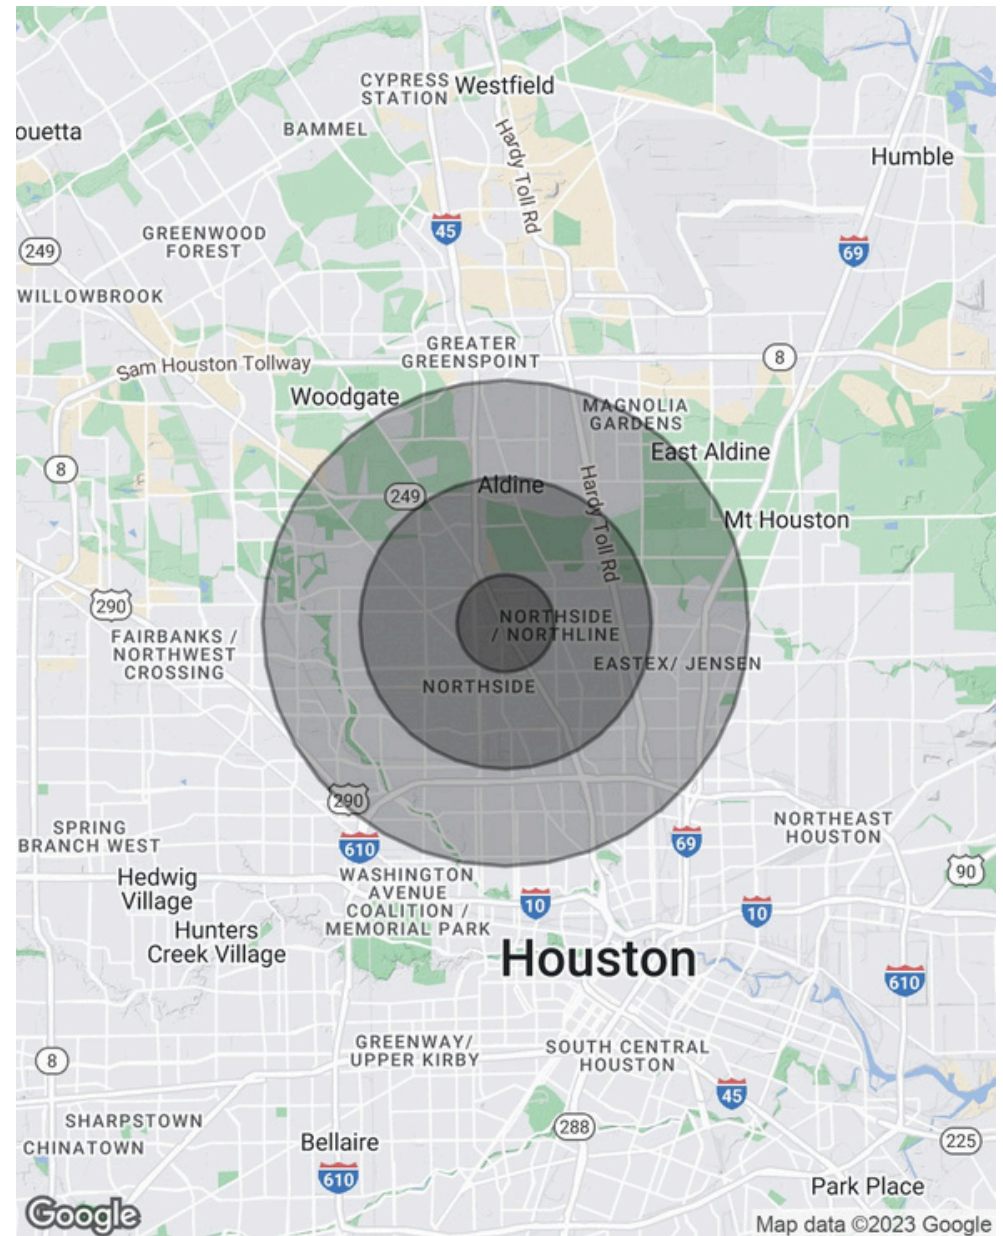 CYPRESS
STATION
Westfield
ouetta
BAMMEL
Hardy Toll Rd
Humble
45
GREENWOOD
FOREST
249
69
WILLOWBROOK
GREATER
GREENSPOINT
8
Sam Houston Tollway
Woodgate
MAGNOLIA
GARDENS
East Aldine
8
Aldine
249
Hardy Toll Rd
Mt Houston
290
NORTHSIDE
/ NORTHLINE
FAIRBANKS /
NORTHWEST
CROSSING
EASTEX/ JENSEN
NORTHSIDE
290
SPRING
BRANCH WEST
610
69
NORTHEAST
HOUSTON
90
Hedwig
Village
WASHINGTON
AVENUE
COALITION /
MEMORIAL PARK
10
10
Hunters
Creek Village
Houston
610
8
GREENWAY/
UPPER KIRBY
SOUTH CENTRAL
HOUSTON
45
SHARPSTOWN
288
CHINATOWN
Bellaire
225
610
Park Place
Google
Map data ©2023 Google